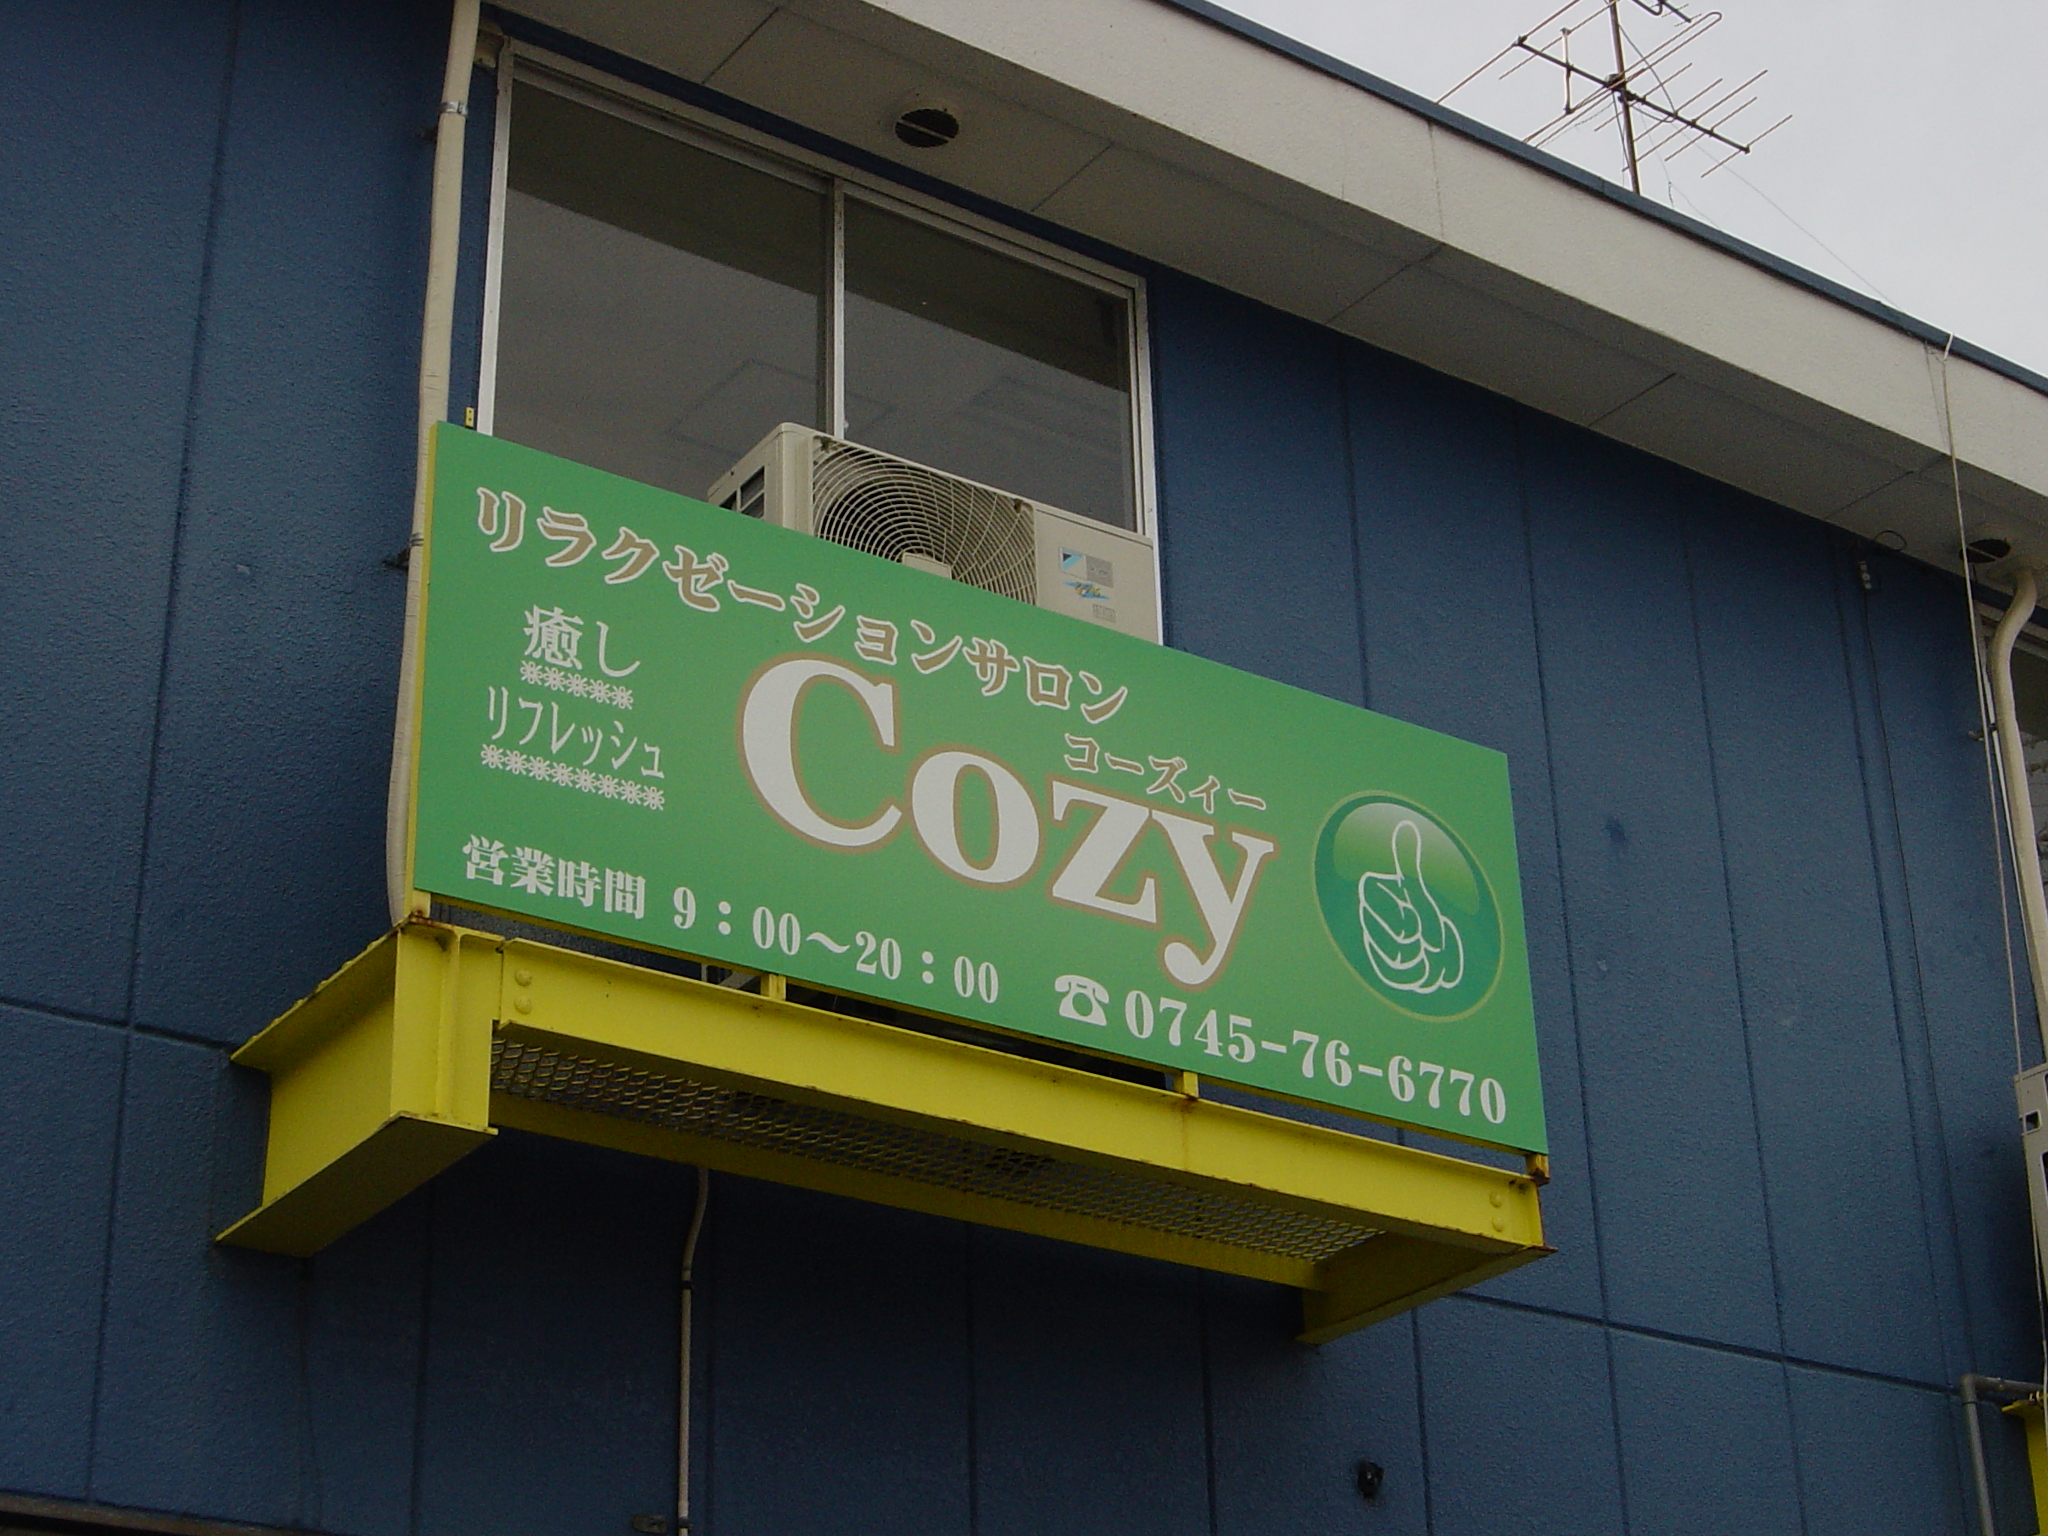 リラクゼーションサロン
癒し
リフレッシュ
コーズィー
Cozy
営業時間 9：00～20：00
☎0745-76-6770